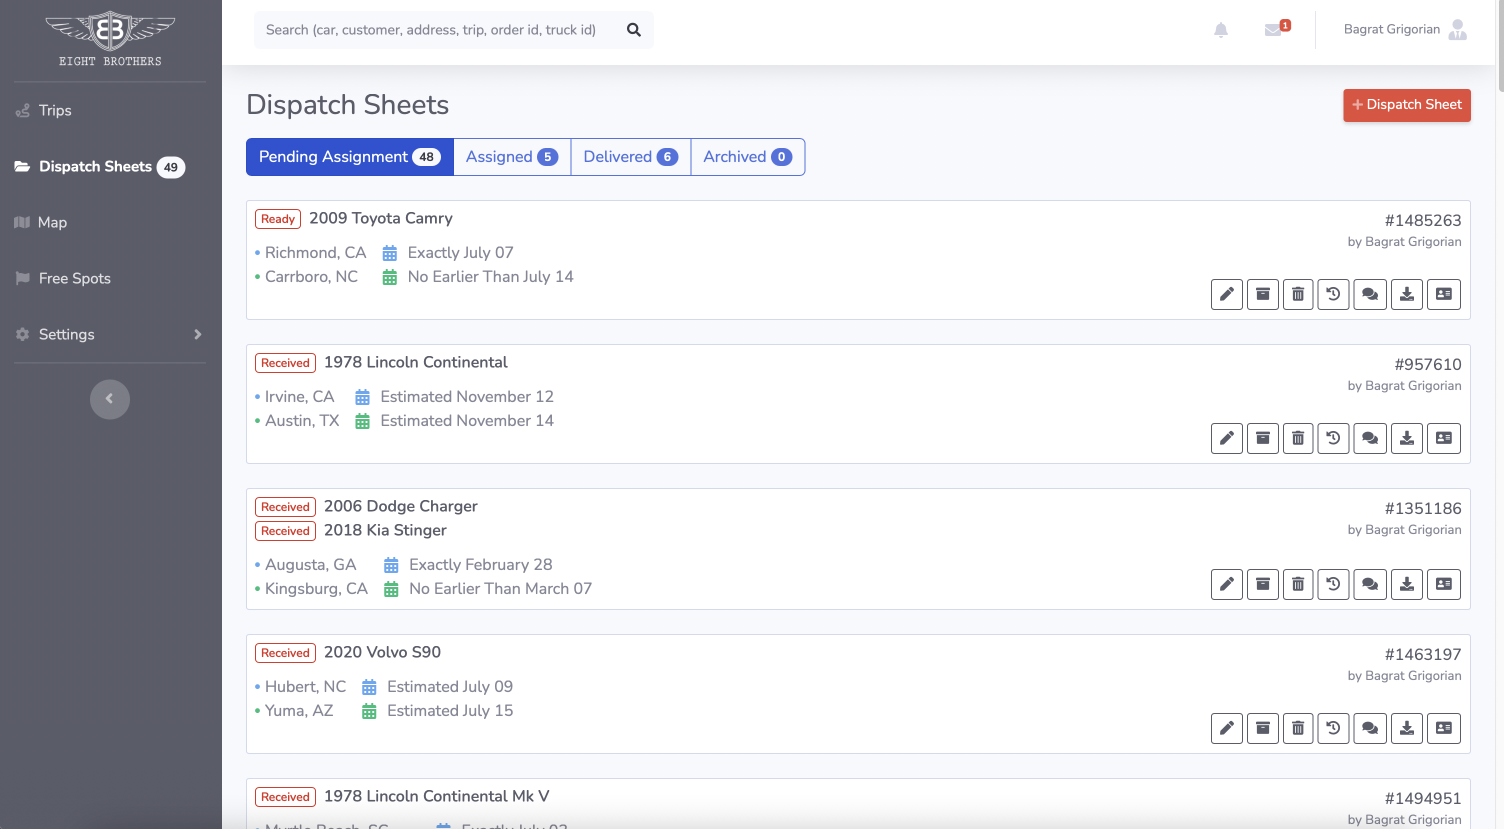 EIGHT BROTHERS
Search (car, customer, address, trip, order id, truck id)
1
Bagrat Grigorian
Trips
Dispatch Sheets 49
Map
Free Spots
Settings
Dispatch Sheets
+ Dispatch Sheet
Pending Assignment 48
Assigned 5
Delivered 6
Archived 0
Ready 2009 Toyota Camry
#1485263
by Bagrat Grigorian
Richmond, CA Exactly July 07
Carrboro, NC No Earlier Than July 14
Received 1978 Lincoln Continental
#957610
by Bagrat Grigorian
Irvine, CA Estimated November 12
Austin, TX Estimated November 14
Received 2006 Dodge Charger
Received 2018 Kia Stinger
#1351186
by Bagrat Grigorian
Augusta, GA Exactly February 28
Kingsburg, CA No Earlier Than March 07
Received 2020 Volvo S90
#1463197
by Bagrat Grigorian
Hubert, NC Estimated July 09
Yuma, AZ Estimated July 15
Received 1978 Lincoln Continental Mk V
#1494951
by Bagrat Grigorian
Myrtle Beach, SC Exactly July